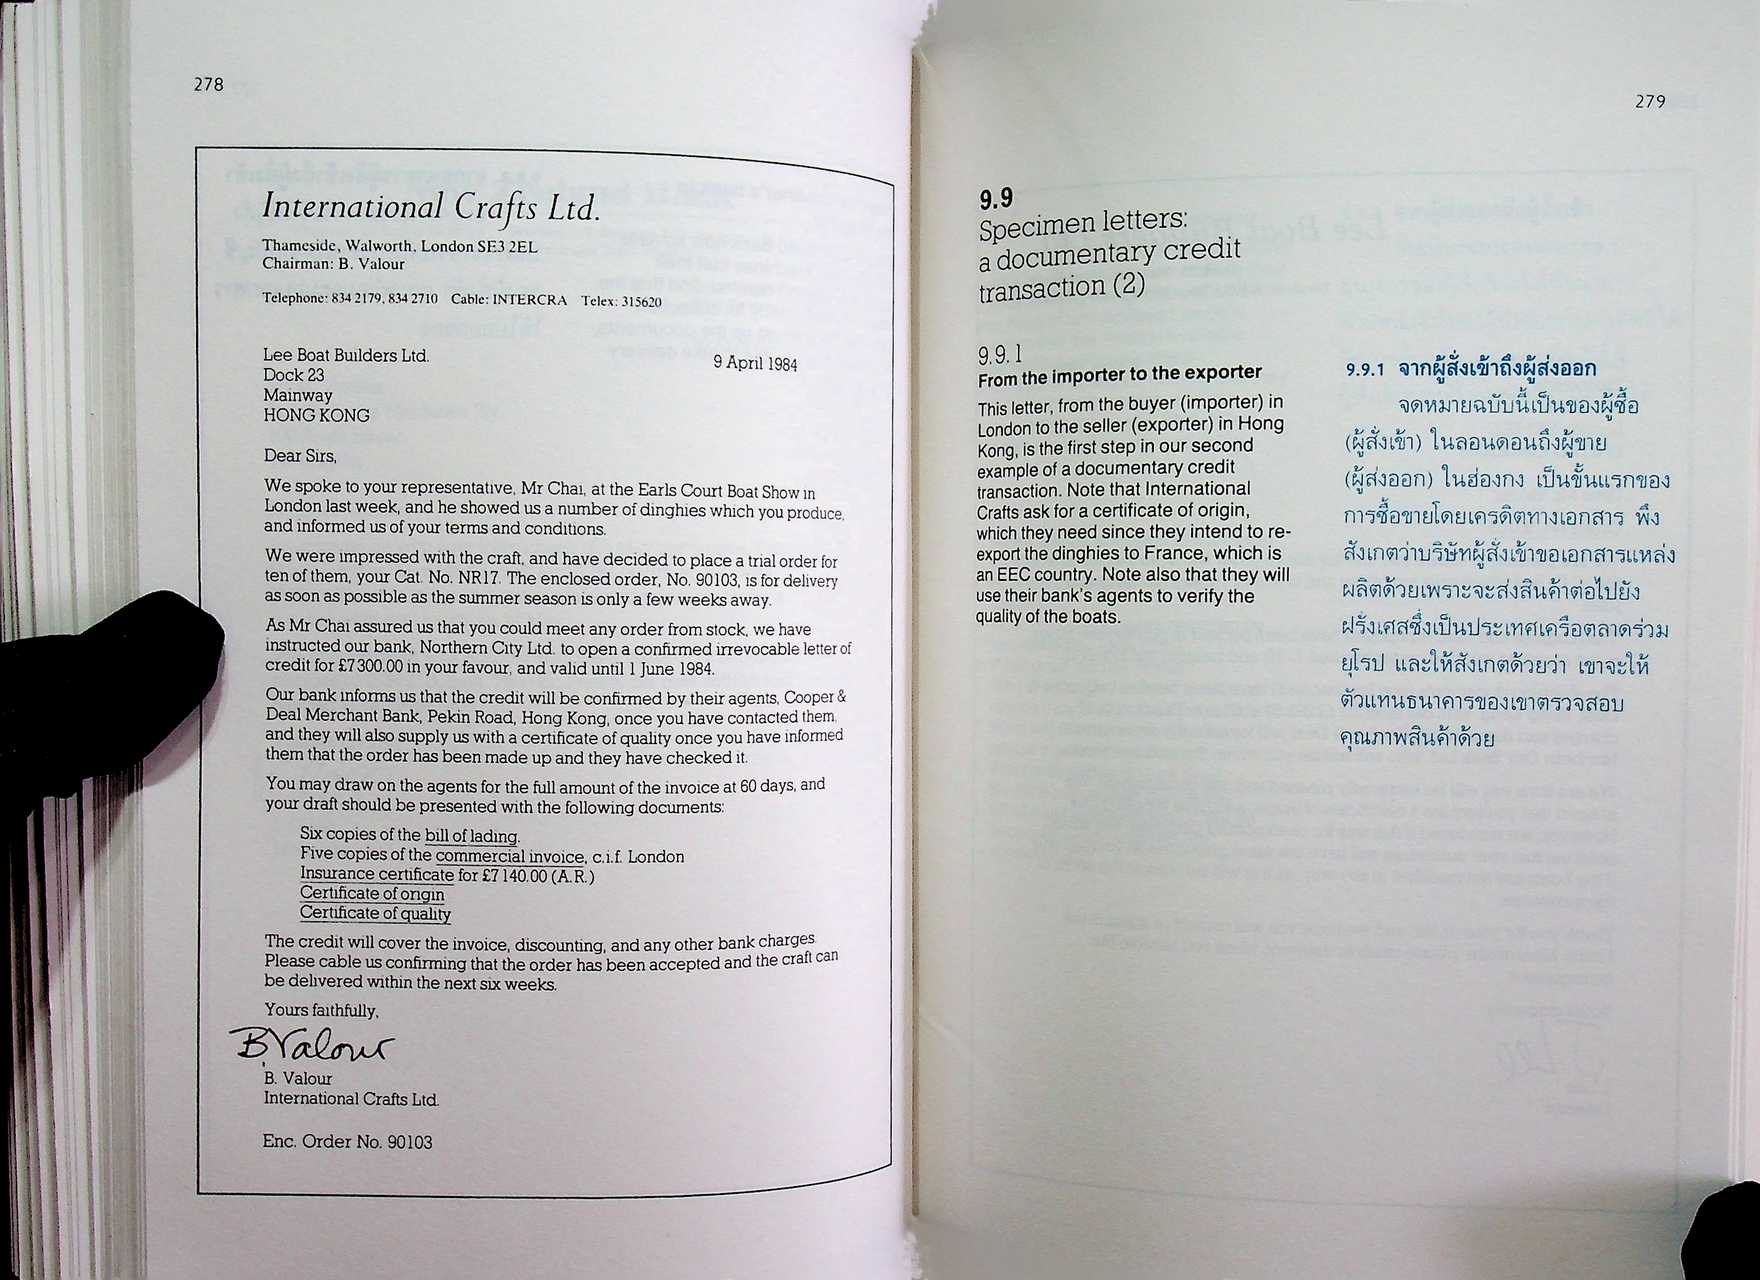 278
International Crafts Ltd.
Thameside, Walworth, London SE3 2EL
Chairman: B. Valour
Telephone: 834 2179, 834 2710 Cable: INTERCRA Telex: 315620
Lee Boat Builders Ltd.
9 April 1984
Dock 23
Mainway
HONG KONG
Dear Sirs,
We spoke to your representative, Mr Chai, at the Earls Court Boat Show in
London last week, and he showed us a number of dinghies which you produce,
and informed us of your terms and conditions.
We were impressed with the craft, and have decided to place a trial order for
ten of them, your Cat. No. NR17. The enclosed order, No. 90103, is for delivery
as soon as possible as the summer season is only a few weeks away.
As Mr Chai assured us that you could meet any order from stock, we have
instructed our bank, Northern City Ltd. to open a confirmed irrevocable letter of
credit for £7 300.00 in your favour, and valid until 1 June 1984.
Our bank informs us that the credit will be confirmed by their agents, Cooper &
Deal Merchant Bank, Pekin Road, Hong Kong, once you have contacted them,
and they will also supply us with a certificate of quality once you have informed
them that the order has been made up and they have checked it.
You may draw on the agents for the full amount of the invoice at 60 days, and
your draft should be presented with the following documents:
Six copies of the bill of lading.
Five copies of the commercial invoice, c.i.f. London
Insurance certificate for £7 140.00 (A.R.)
Certificate of origin
Certificate of quality
The credit will cover the invoice, discounting, and any other bank charges.
Please cable us confirming that the order has been accepted and the craft can
be delivered within the next six weeks.
Yours faithfully,
B Valour
B. Valour
International Crafts Ltd.
Enc. Order No. 90103
279
9.9
Specimen letters:
a documentary credit
transaction (2)
9.9.1
From the importer to the exporter
This letter, from the buyer (importer) in
London to the seller (exporter) in Hong
Kong, is the first step in our second
example of a documentary credit
transaction. Note that International
Crafts ask for a certificate of origin,
which they need since they intend to re-
export the dinghies to France, which is
an EEC country. Note also that they will
use their bank's agents to verify the
quality of the boats.
9.9.1 จากผู้สั่งเข้าถึงผู้ส่งออก
จดหมายฉบับนี้เป็นของผู้ซื้อ
(ผู้สั่งเข้า) ในลอนดอนถึงผู้ขาย
(ผู้ส่งออก) ในฮ่องกง เป็นขั้นแรกของ
การซื้อขายโดยเครดิตทางเอกสาร พึง
สังเกตว่าบริษัทผู้สั่งเข้าขอเอกสารแหล่ง
ผลิตด้วยเพราะจะส่งสินค้าต่อไปยัง
ฝรั่งเศสซึ่งเป็นประเทศเครือตลาดร่วม
ยุโรป และให้สังเกตด้วยว่า เขาจะให้
ตัวแทนธนาคารของเขาตรวจสอบ
คุณภาพสินค้าด้วย